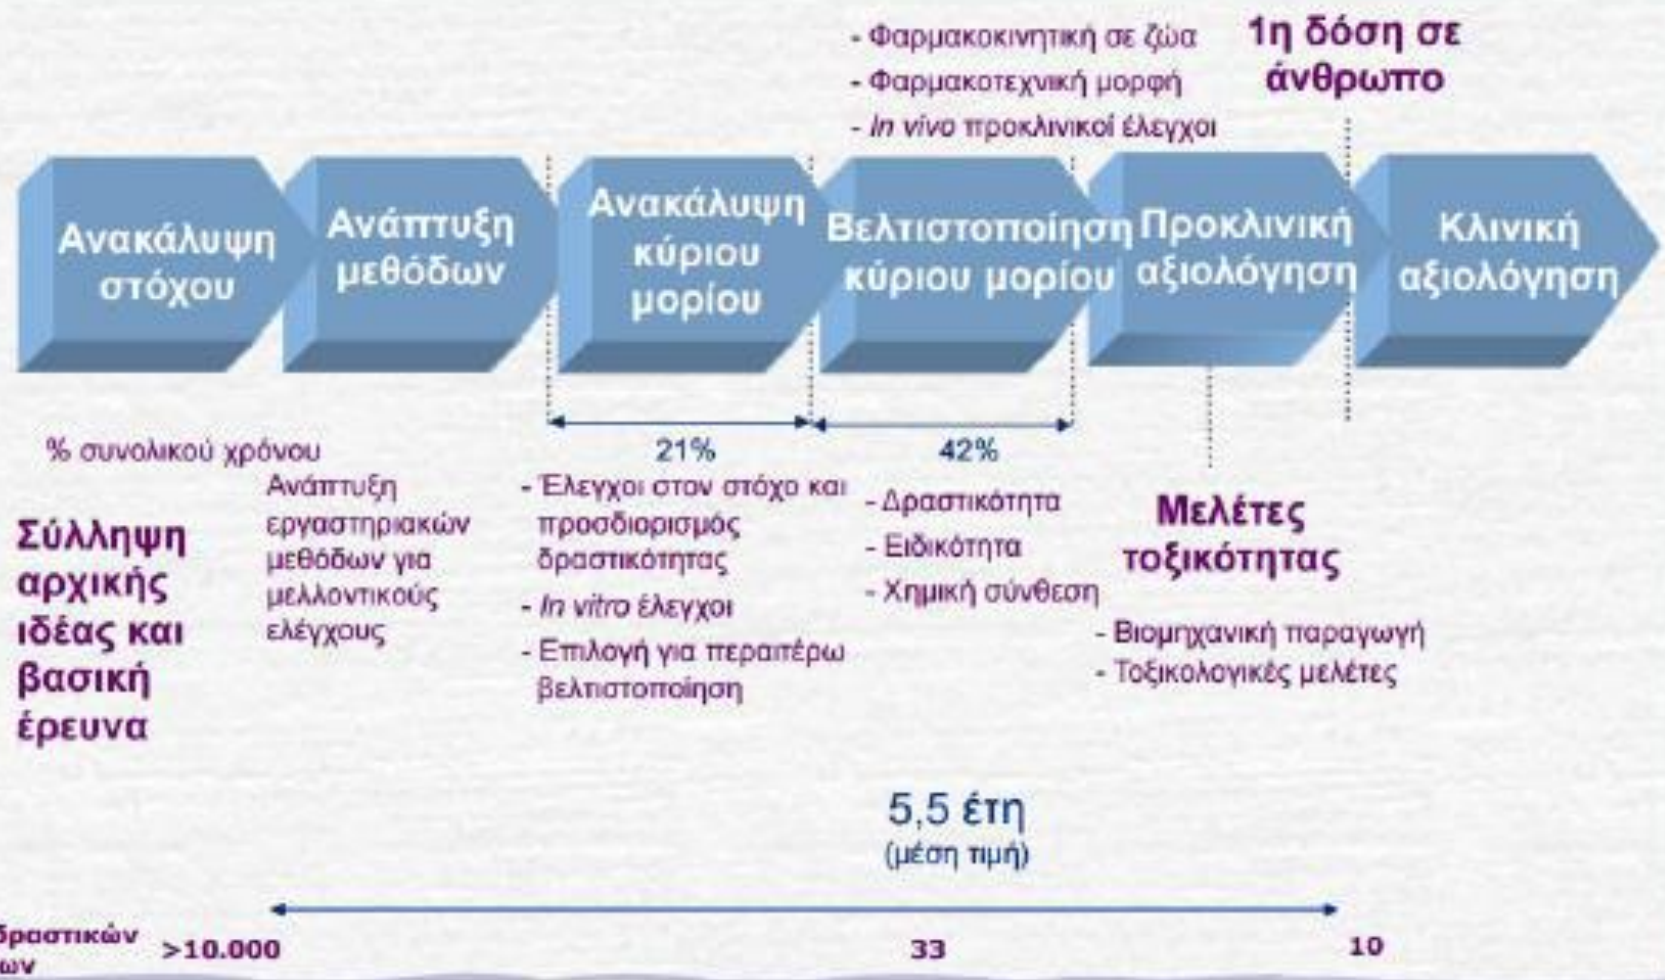 - Φαρμακοκινητική σε ζώα
- Φαρμακοτεχνική μορφή
- In vivo προκλινικοί έλεγχοι
1η δόση σε
άνθρωπο
Ανακάλυψη
στόχου
Ανάπτυξη
μεθόδων
Ανακάλυψη
κύριου
μορίου
Βελτιστοποίηση
κύριου μορίου
Προκλινική
αξιολόγηση
Κλινική
αξιολόγηση
% συνολικού χρόνου
21%
42%
Σύλληψη
αρχικής
ιδέας και
βασική
έρευνα
Ανάπτυξη
εργαστηριακών
μεθόδων για
μελλοντικούς
ελέγχους
- Έλεγχοι στον στόχο και
προσδιορισμός
δραστικότητας
- In vitro έλεγχοι
- Επιλογή για περαιτέρω
βελτιστοποίηση
- Δραστικότητα
- Ειδικότητα
- Χημική σύνθεση
Μελέτες
τοξικότητας
- Βιομηχανική παραγωγή
- Τοξικολογικές μελέτες
5,5 έτη
(μέση τιμή)
δραστικών
>10.000
33
10